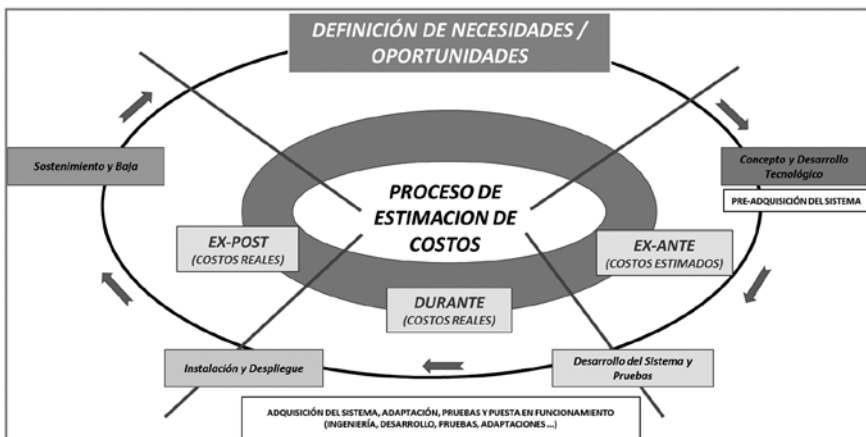 DEFINICIÓN DE NECESIDADES /
OPORTUNIDADES
Sostenimiento y Baja
Concepto y Desarrollo
Tecnológico
PRE-ADQUISICIÓN DEL SISTEMA
PROCESO DE
ESTIMACION DE
COSTOS
EX-POST
(COSTOS REALES)
EX-ANTE
(COSTOS ESTIMADOS)
DURANTE
(COSTOS REALES)
Instalación y Despliegue
Desarrollo del Sistema y
Pruebas
ADQUISICIÓN DEL SISTEMA, ADAPTACIÓN, PRUEBAS Y PUESTA EN FUNCIONAMIENTO
(INGENIERÍA, DESARROLLO, PRUEBAS, ADAPTACIONES ...)